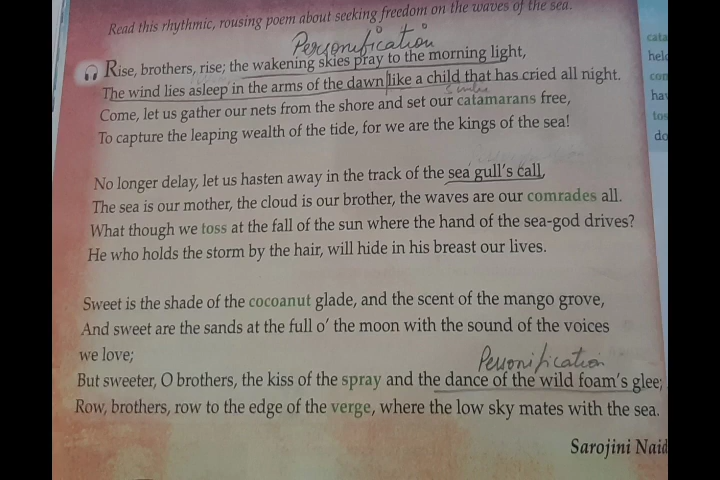 Read this rhythmic, rousing poem about seeking freedom on the waves of the sea.
Personification
Rise, brothers, rise; the wakening skies pray to the morning light,
The wind lies asleep in the arms of the dawn like a child that has cried all night.
Come, let us gather our nets from the shore and set our catamarans free,
To capture the leaping wealth of the tide, for we are the kings of the sea!
No longer delay, let us hasten away in the track of the sea gull's call,
The sea is our mother, the cloud is our brother, the waves are our comrades all.
What though we toss at the fall of the sun where the hand of the sea-god drives?
He who holds the storm by the hair, will hide in his breast our lives.
Sweet is the shade of the cocoanut glade, and the scent of the mango grove,
And sweet are the sands at the full o' the moon with the sound of the voices
we love;
Personification
But sweeter, O brothers, the kiss of the spray and the dance of the wild foam's glee;
Row, brothers, row to the edge of the verge, where the low sky mates with the sea.
Sarojini Naid
cata
held
con
hav
tos
do